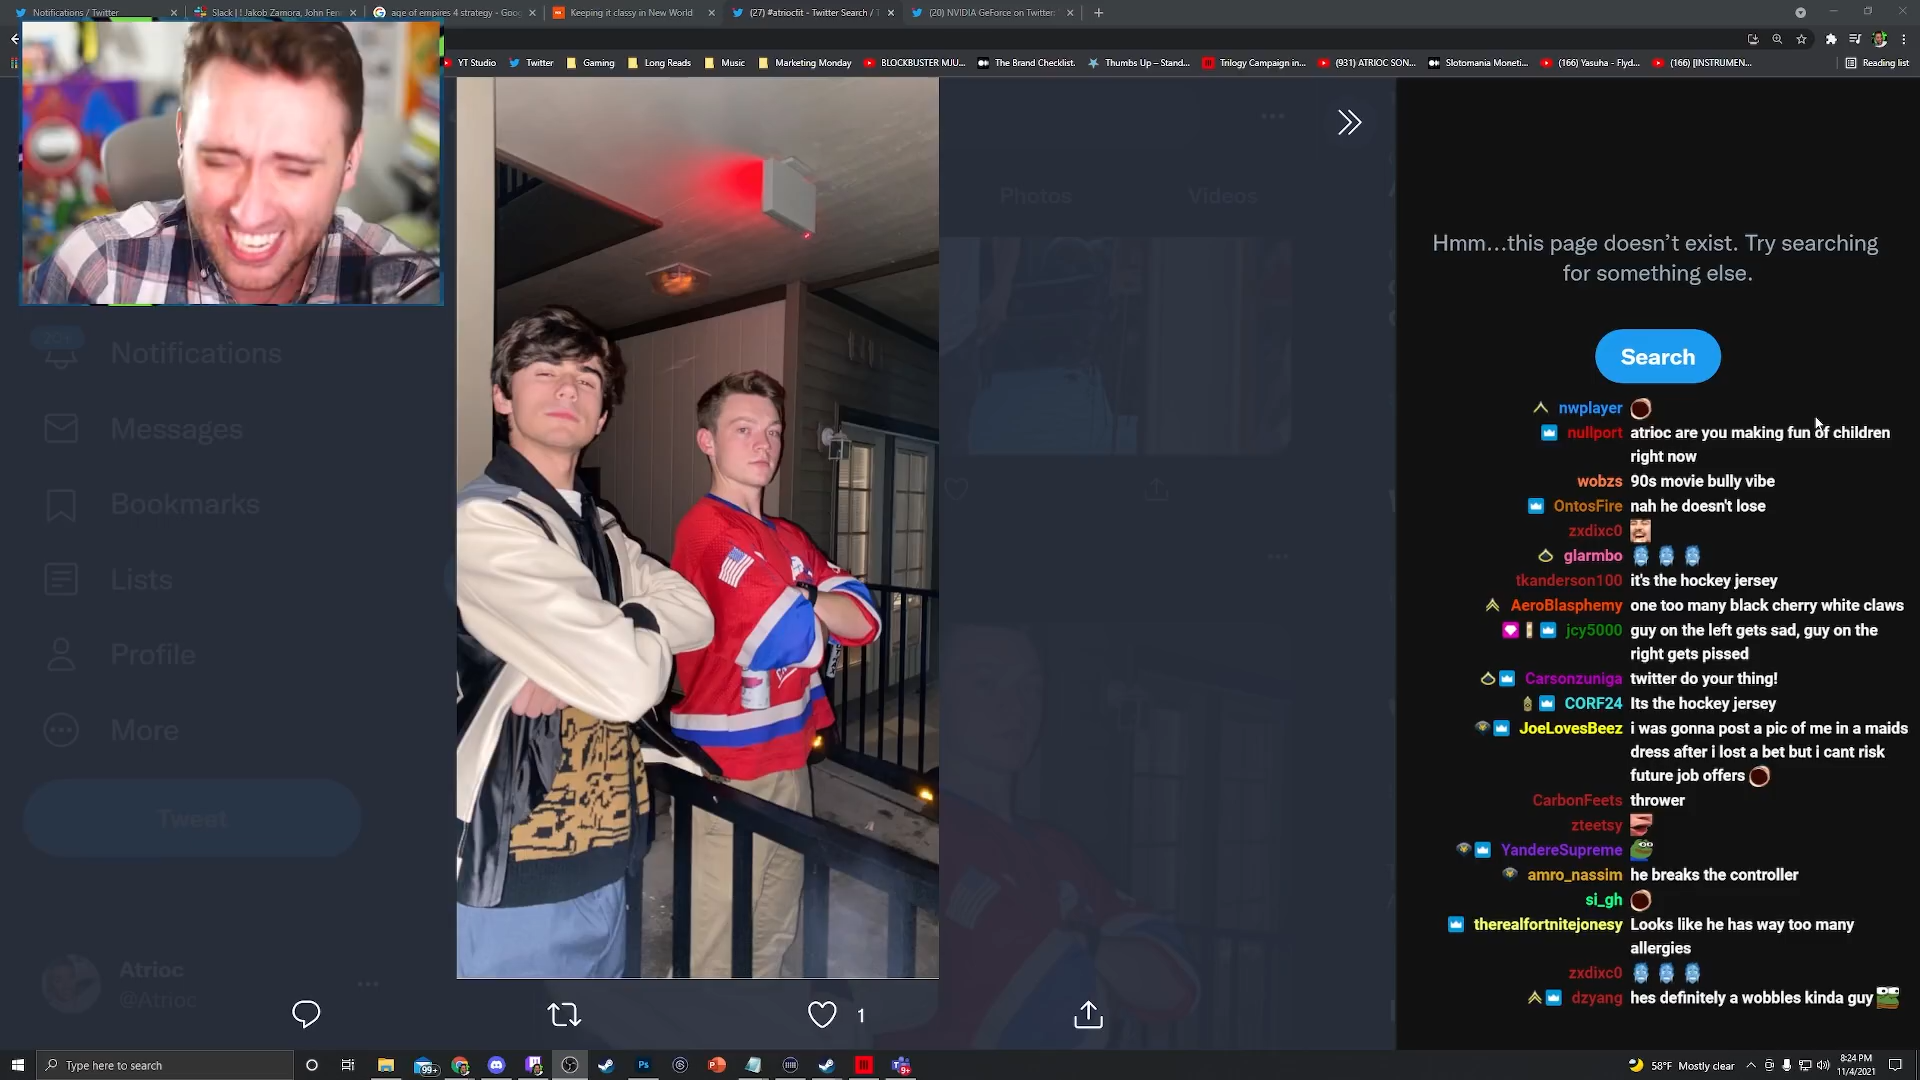 Notifications / Twitter
Slack | ! Jakob Zamora, John Fer
age of empires 4 strategy - Goo
Keeping it classy in New World
(27) #atriocfit - Twitter Search / T
(20) NVIDIA GeForce on Twitter:
YT Studio
Twitter
Gaming
Long Reads
Music
Marketing Monday
BLOCKBUSTER MJU...
The Brand Checklist.
Thumbs Up – Stand...
Trilogy Campaign in...
(931) ATRIOC SON...
Slotomania Moneti...
(166) Yasuha - Flyd...
(166) [INSTRUMEN...
Reading list
Photos
Videos
20+
Notifications
Messages
Bookmarks
Lists
Profile
More
Tweet
Atrioc
@Atrioc
1
Hmm...this page doesn’t exist. Try searching
for something else.
Search
nwplayer
nullport atrioc are you making fun of children
right now
wobzs 90s movie bully vibe
OntosFire nah he doesn't lose
zxdixc0
glarmbo
tkanderson100 it's the hockey jersey
AeroBlasphemy one too many black cherry white claws
jcy5000 guy on the left gets sad, guy on the
right gets pissed
Carsonzuniga twitter do your thing!
CORF24 Its the hockey jersey
JoeLovesBeez i was gonna post a pic of me in a maids
dress after i lost a bet but i cant risk
future job offers
CarbonFeets thrower
zteetsy
YandereSupreme
amro_nassim he breaks the controller
si_gh
therealfortnitejonesy Looks like he has way too many
allergies
zxdixc0
dzyang hes definitely a wobbles kinda guy
Type here to search
99+
9+
58°F Mostly clear
8:24 PM
11/4/2021